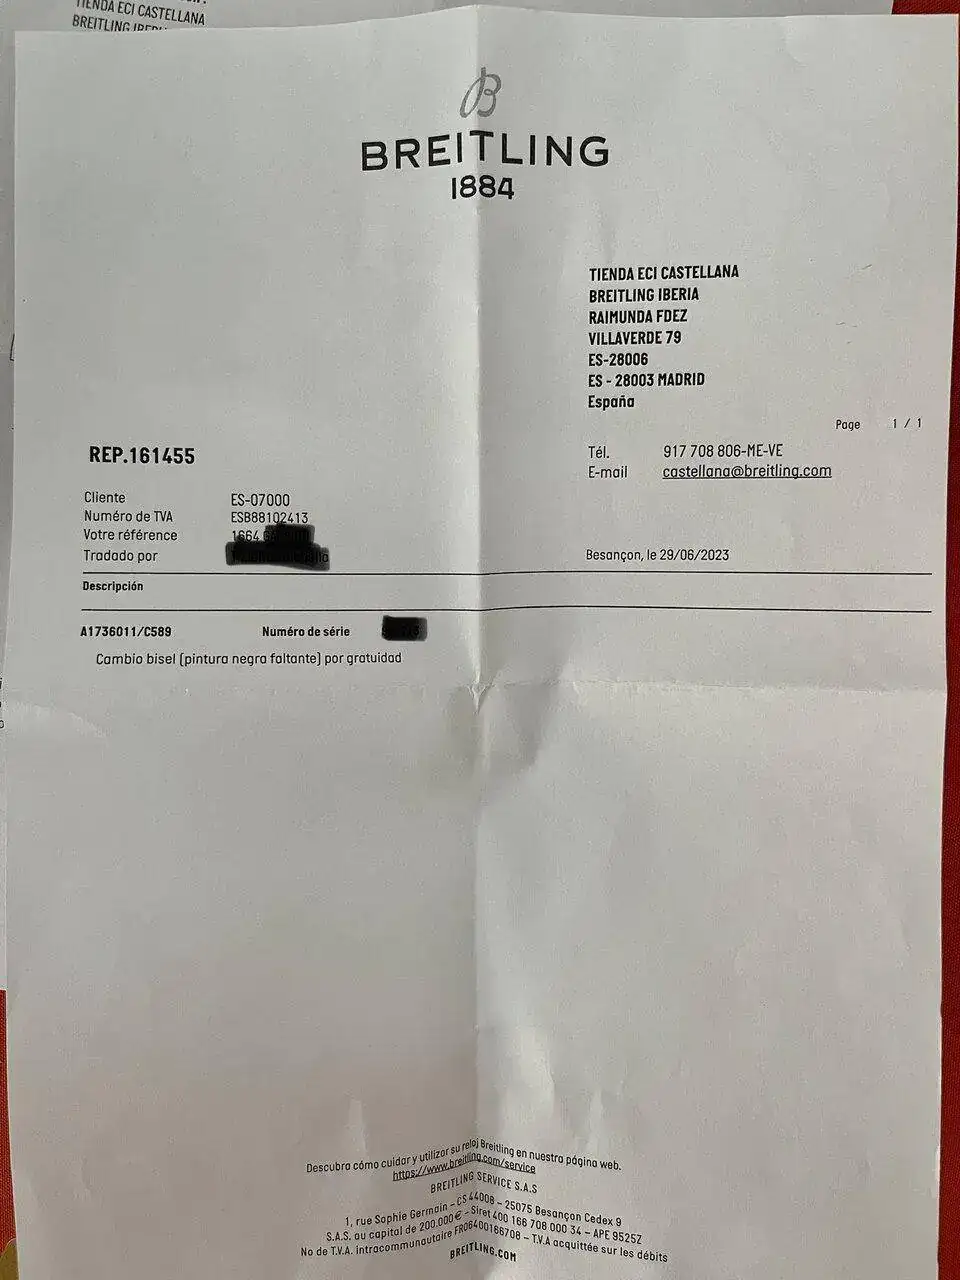 TIENDA ECI CASTELLANA
BREITLING
B
BREITLING
1884
TIENDA ECI CASTELLANA
BREITLING IBERIA
RAIMUNDA FDEZ
VILLAVERDE 79
ES-28006
ES - 28003 MADRID
España
Page 1 / 1
REP.161455
Tél. 917 708 806-ME-VE
E-mail castellana@breitling.com
Cliente ES-07000
Numéro de TVA ESB88102413
Votre référence 1664
Tradado por
Besançon, le 29/06/2023
Descripción
A1736011/C589 Numéro de série
Cambio bisel (pintura negra faltante) por gratuidad
Descubra cómo cuidar y utilizar su reloj Breitling en nuestra página web.
https://www.breitling.com/service
BREITLING SERVICE S.A.S
1, rue Sophie Germain - CS 44008 - 25075 Besançon Cedex 9
S.A.S. au capital de 200.000€ - Siret 400 166 708 000 34 - APE 9525Z
No de T.V.A. Intracommunautaire FR06400166708 - T.V.A acquittée sur les débits
BREITLING.COM